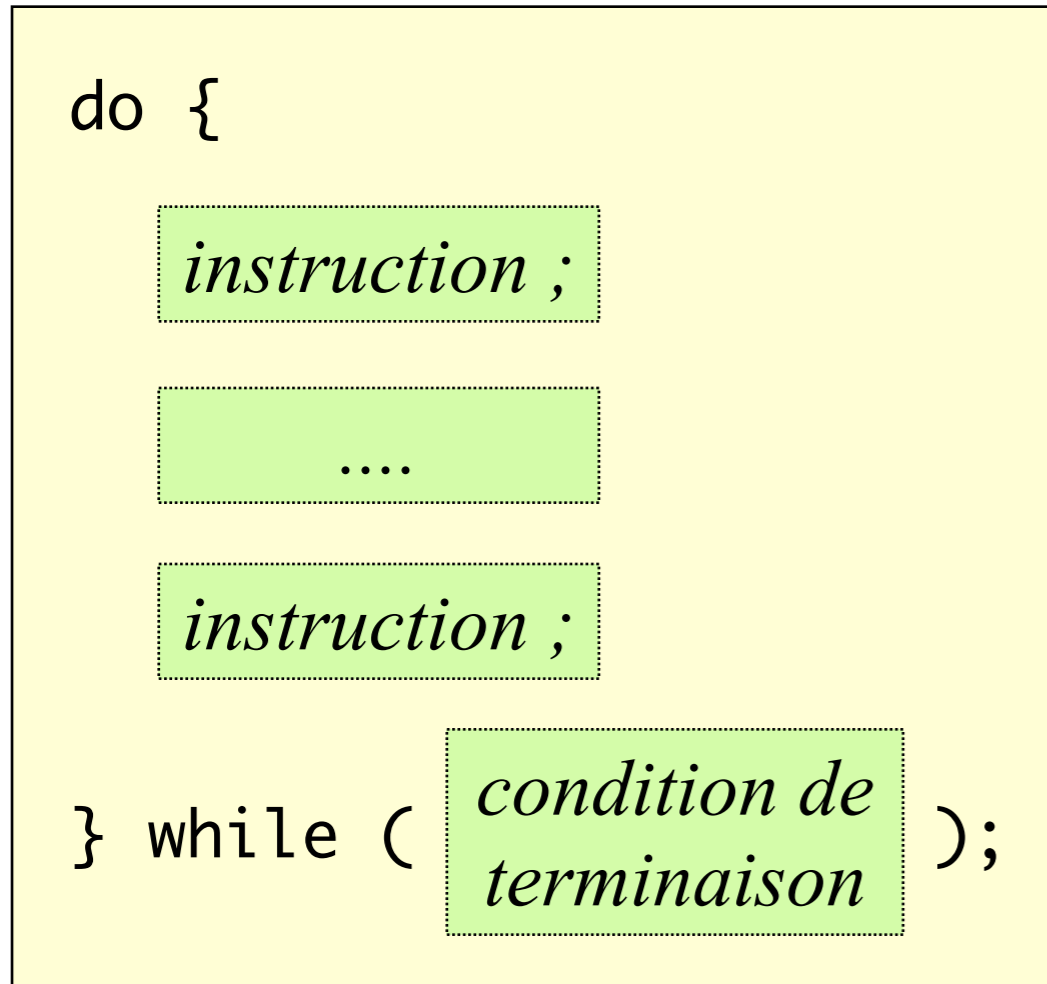 do {
instruction ;
....
instruction ;
} while ( condition de
terminaison );